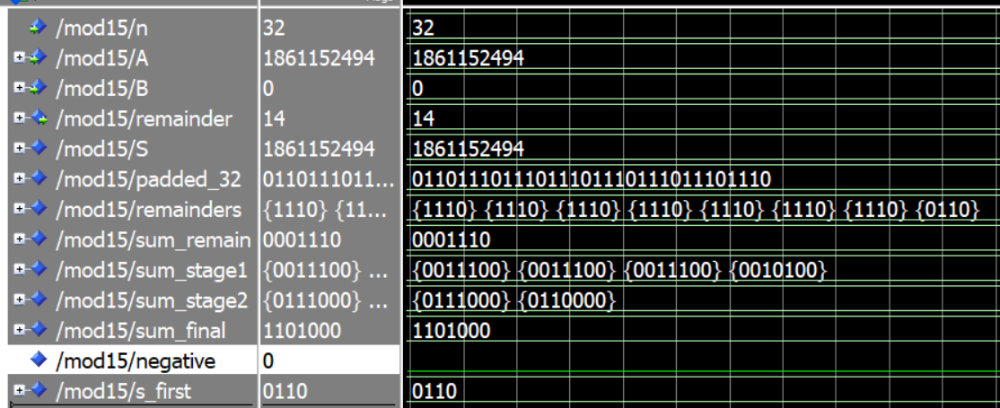 /mod15/n 32 32
/mod15/A 1861152494 1861152494
/mod15/B 0 0
/mod15/remainder 14 14
/mod15/S 1861152494 1861152494
/mod15/padded_32 0110111011... 01101110111011101110111011101110
/mod15/remainders {1110} {11... {1110} {1110} {1110} {1110} {1110} {1110} {1110} {0110}
/mod15/sum_remain 0001110 0001110
/mod15/sum_stage1 {0011100} ... {0011100} {0011100} {0011100} {0010100}
/mod15/sum_stage2 {0111000} ... {0111000} {0110000}
/mod15/sum_final 1101000 1101000
/mod15/negative 0
/mod15/s_first 0110 0110